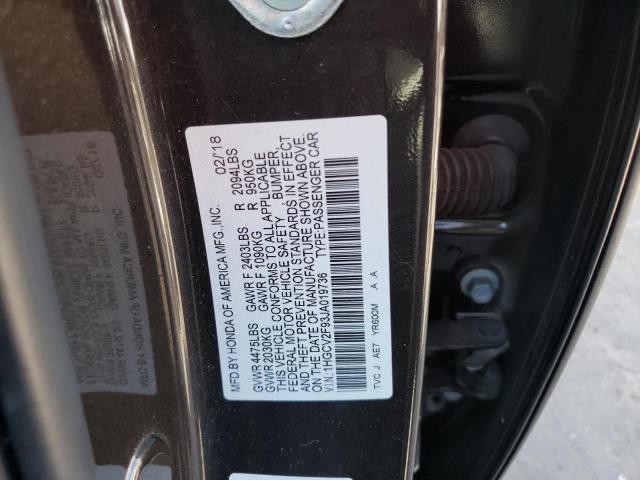 MFD.BY HONDA OF AMERICA MFG.,INC. 02/18
GVWR 4475LBS GAWR F 2403LBS R 2094LBS
GVWR 2030KG GAWR F 1090KG R 950KG
THIS VEHICLE CONFORMS TO ALL APPLICABLE
FEDERAL MOTOR VEHICLE SAFETY, BUMPER,
AND THEFT PREVENTION STANDARDS IN EFFECT
ON THE DATE OF MANUFACTURE SHOWN ABOVE.
VIN:1HGCV2F93JA019736 TYPE:PASSENGER CAR
TVC J AE7 YR600M A A